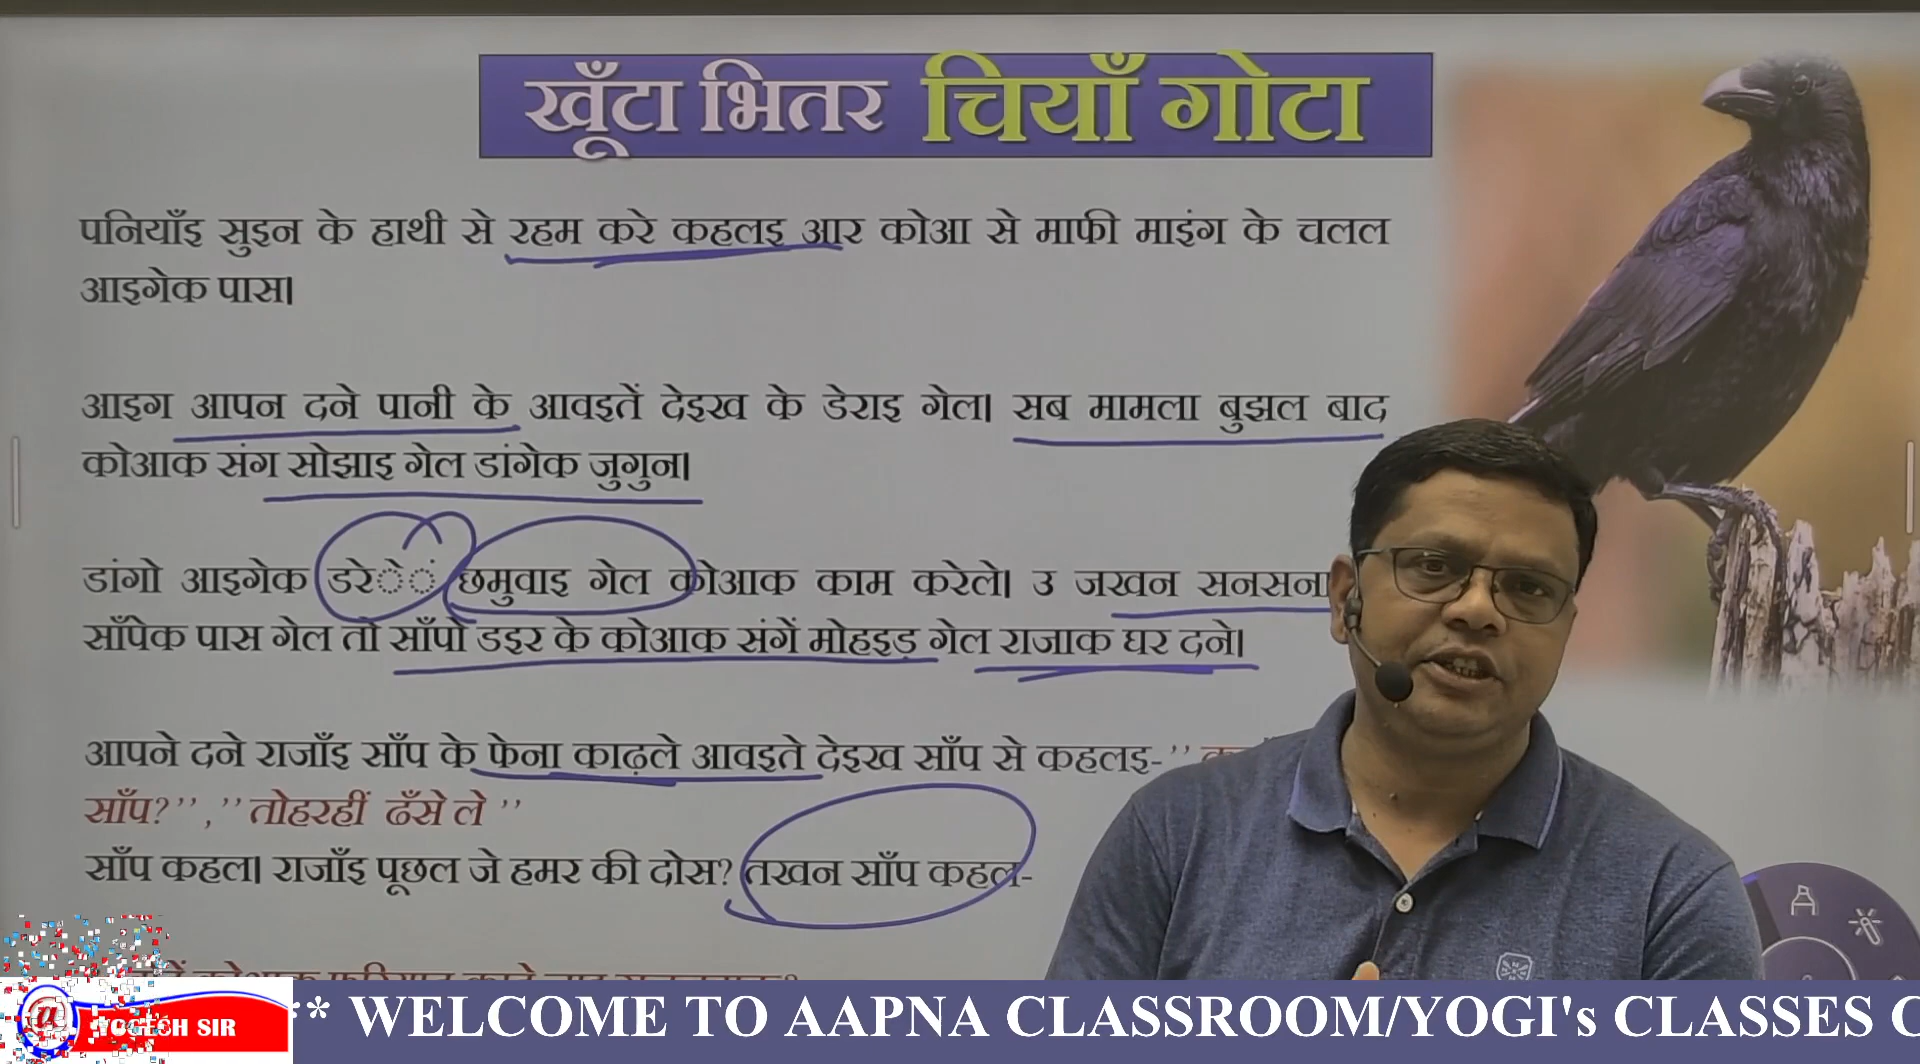 खूँटा भितर चियाँ गोटा
पनियाँइ सुइन के हाथी से रहम करे कहलइ आर कोआ से माफी माइंग के चलल
आइगेक पास।
आइग आपन दने पानी के आवइतें देइख के डेराइ गेल। सब मामला बुझल बाद
कोआक संग सोझाइ गेल डांगेक जुगुन।
डांगो आइगेक डरेें छमुवाइ गेल कोआक काम करेले। उ जखन सनसना
साँपेक पास गेल तो साँपो डइर के कोआक संगें मोहइड़ गेल राजाक घर दने।
आपने दने राजाँइ साँप के फेना काढ़ले आवइते देइख साँप से कहलइ-’’
साँप?’’,’’तोहरहीं ढँसे ले ’’
साँप कहल। राजाँइ पूछल जे हमर की दोस? तखन साँप कहल-
@ YOGECH SIR
** WELCOME TO AAPNA CLASSROOM/YOGI's CLASSES